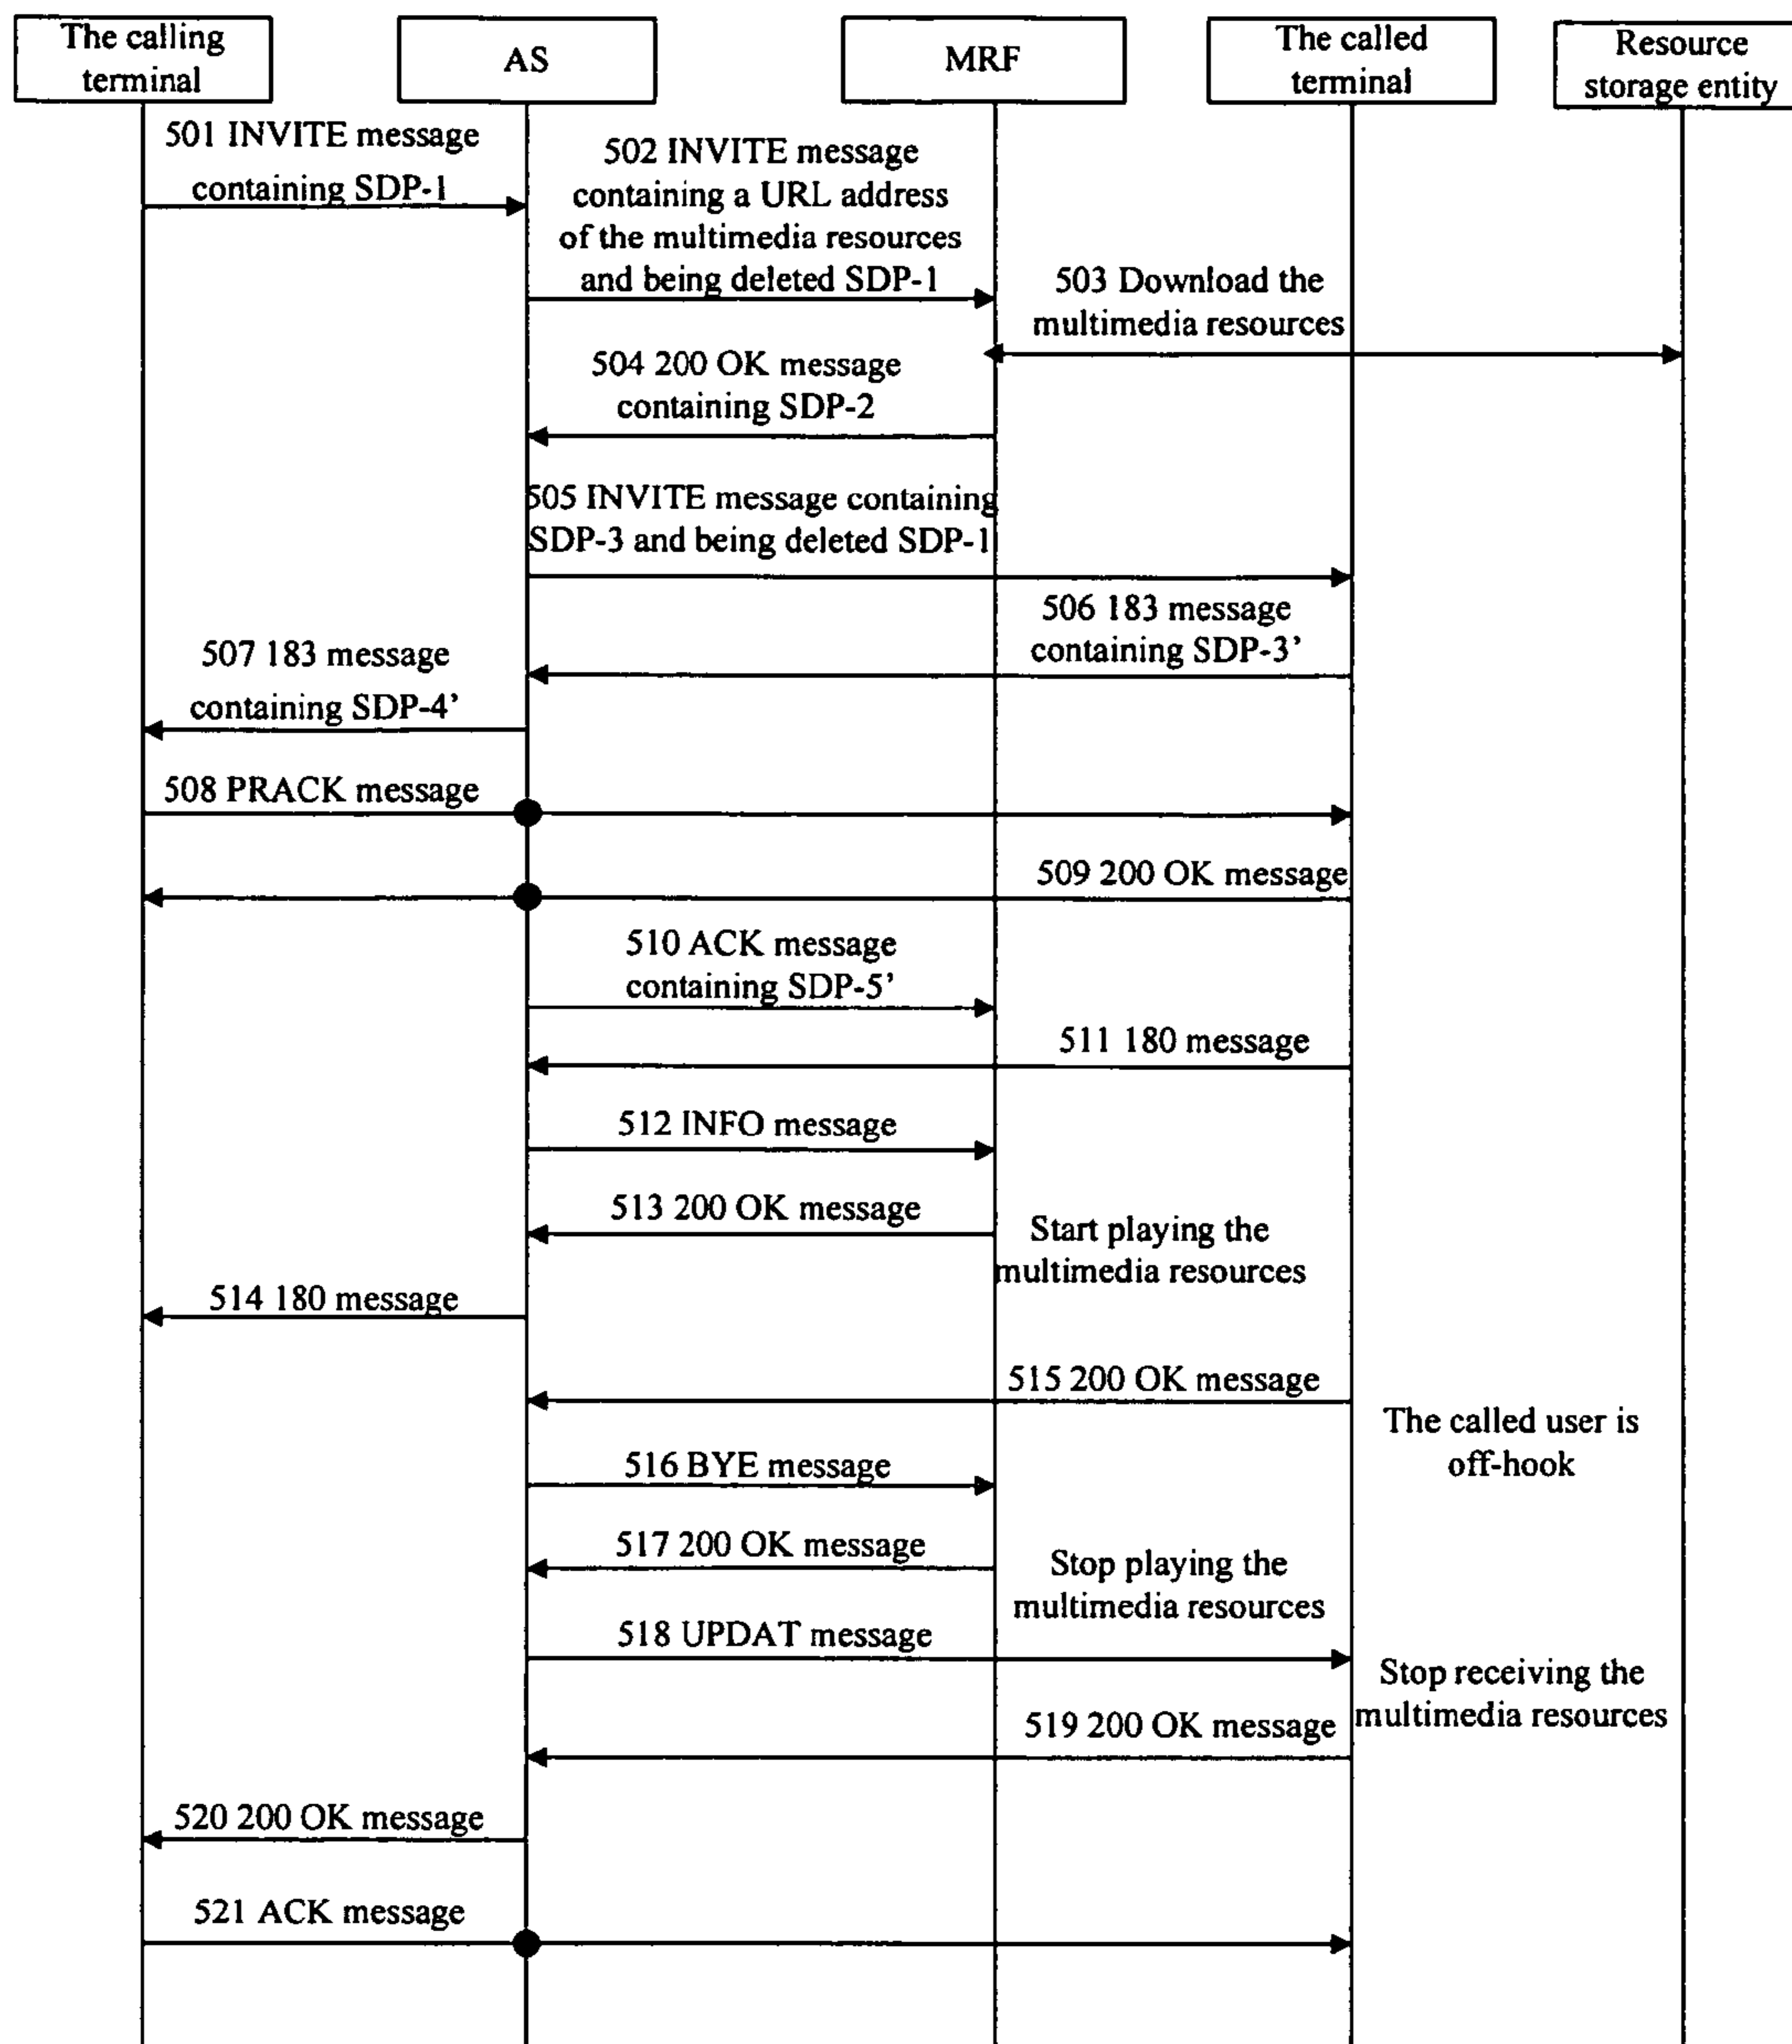 The calling
terminal
AS
MRF
The called
terminal
Resource
storage entity
501 INVITE message
containing SDP-1
502 INVITE message
containing a URL address
of the multimedia resources
and being deleted SDP-1
503 Download the
multimedia resources
504 200 OK message
containing SDP-2
505 INVITE message containing
SDP-3 and being deleted SDP-1
506 183 message
containing SDP-3’
507 183 message
containing SDP-4’
508 PRACK message
509 200 OK message
510 ACK message
containing SDP-5’
511 180 message
512 INFO message
513 200 OK message
Start playing the
multimedia resources
514 180 message
515 200 OK message
The called user is
off-hook
516 BYE message
517 200 OK message
Stop playing the
multimedia resources
518 UPDAT message
Stop receiving the
multimedia resources
519 200 OK message
520 200 OK message
521 ACK message